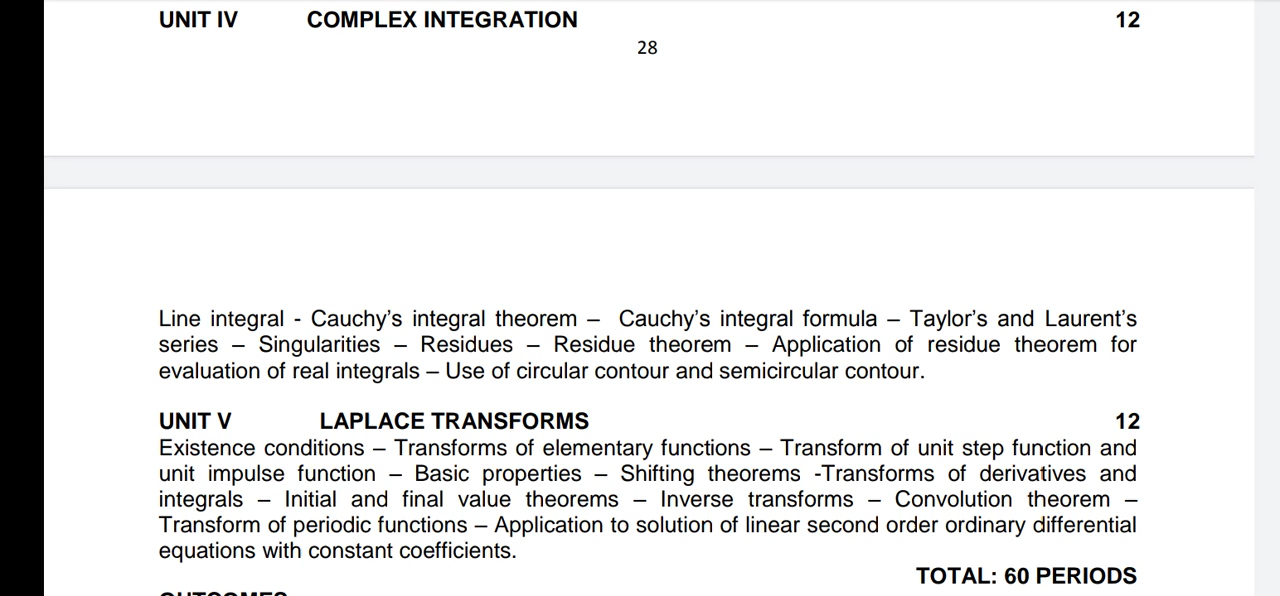 UNIT IV COMPLEX INTEGRATION 12
28
Line integral - Cauchy’s integral theorem – Cauchy’s integral formula – Taylor’s and Laurent’s
series – Singularities – Residues – Residue theorem – Application of residue theorem for
evaluation of real integrals – Use of circular contour and semicircular contour.
UNIT V LAPLACE TRANSFORMS 12
Existence conditions – Transforms of elementary functions – Transform of unit step function and
unit impulse function – Basic properties – Shifting theorems -Transforms of derivatives and
integrals – Initial and final value theorems – Inverse transforms – Convolution theorem –
Transform of periodic functions – Application to solution of linear second order ordinary differential
equations with constant coefficients.
TOTAL: 60 PERIODS
OUTCOMES